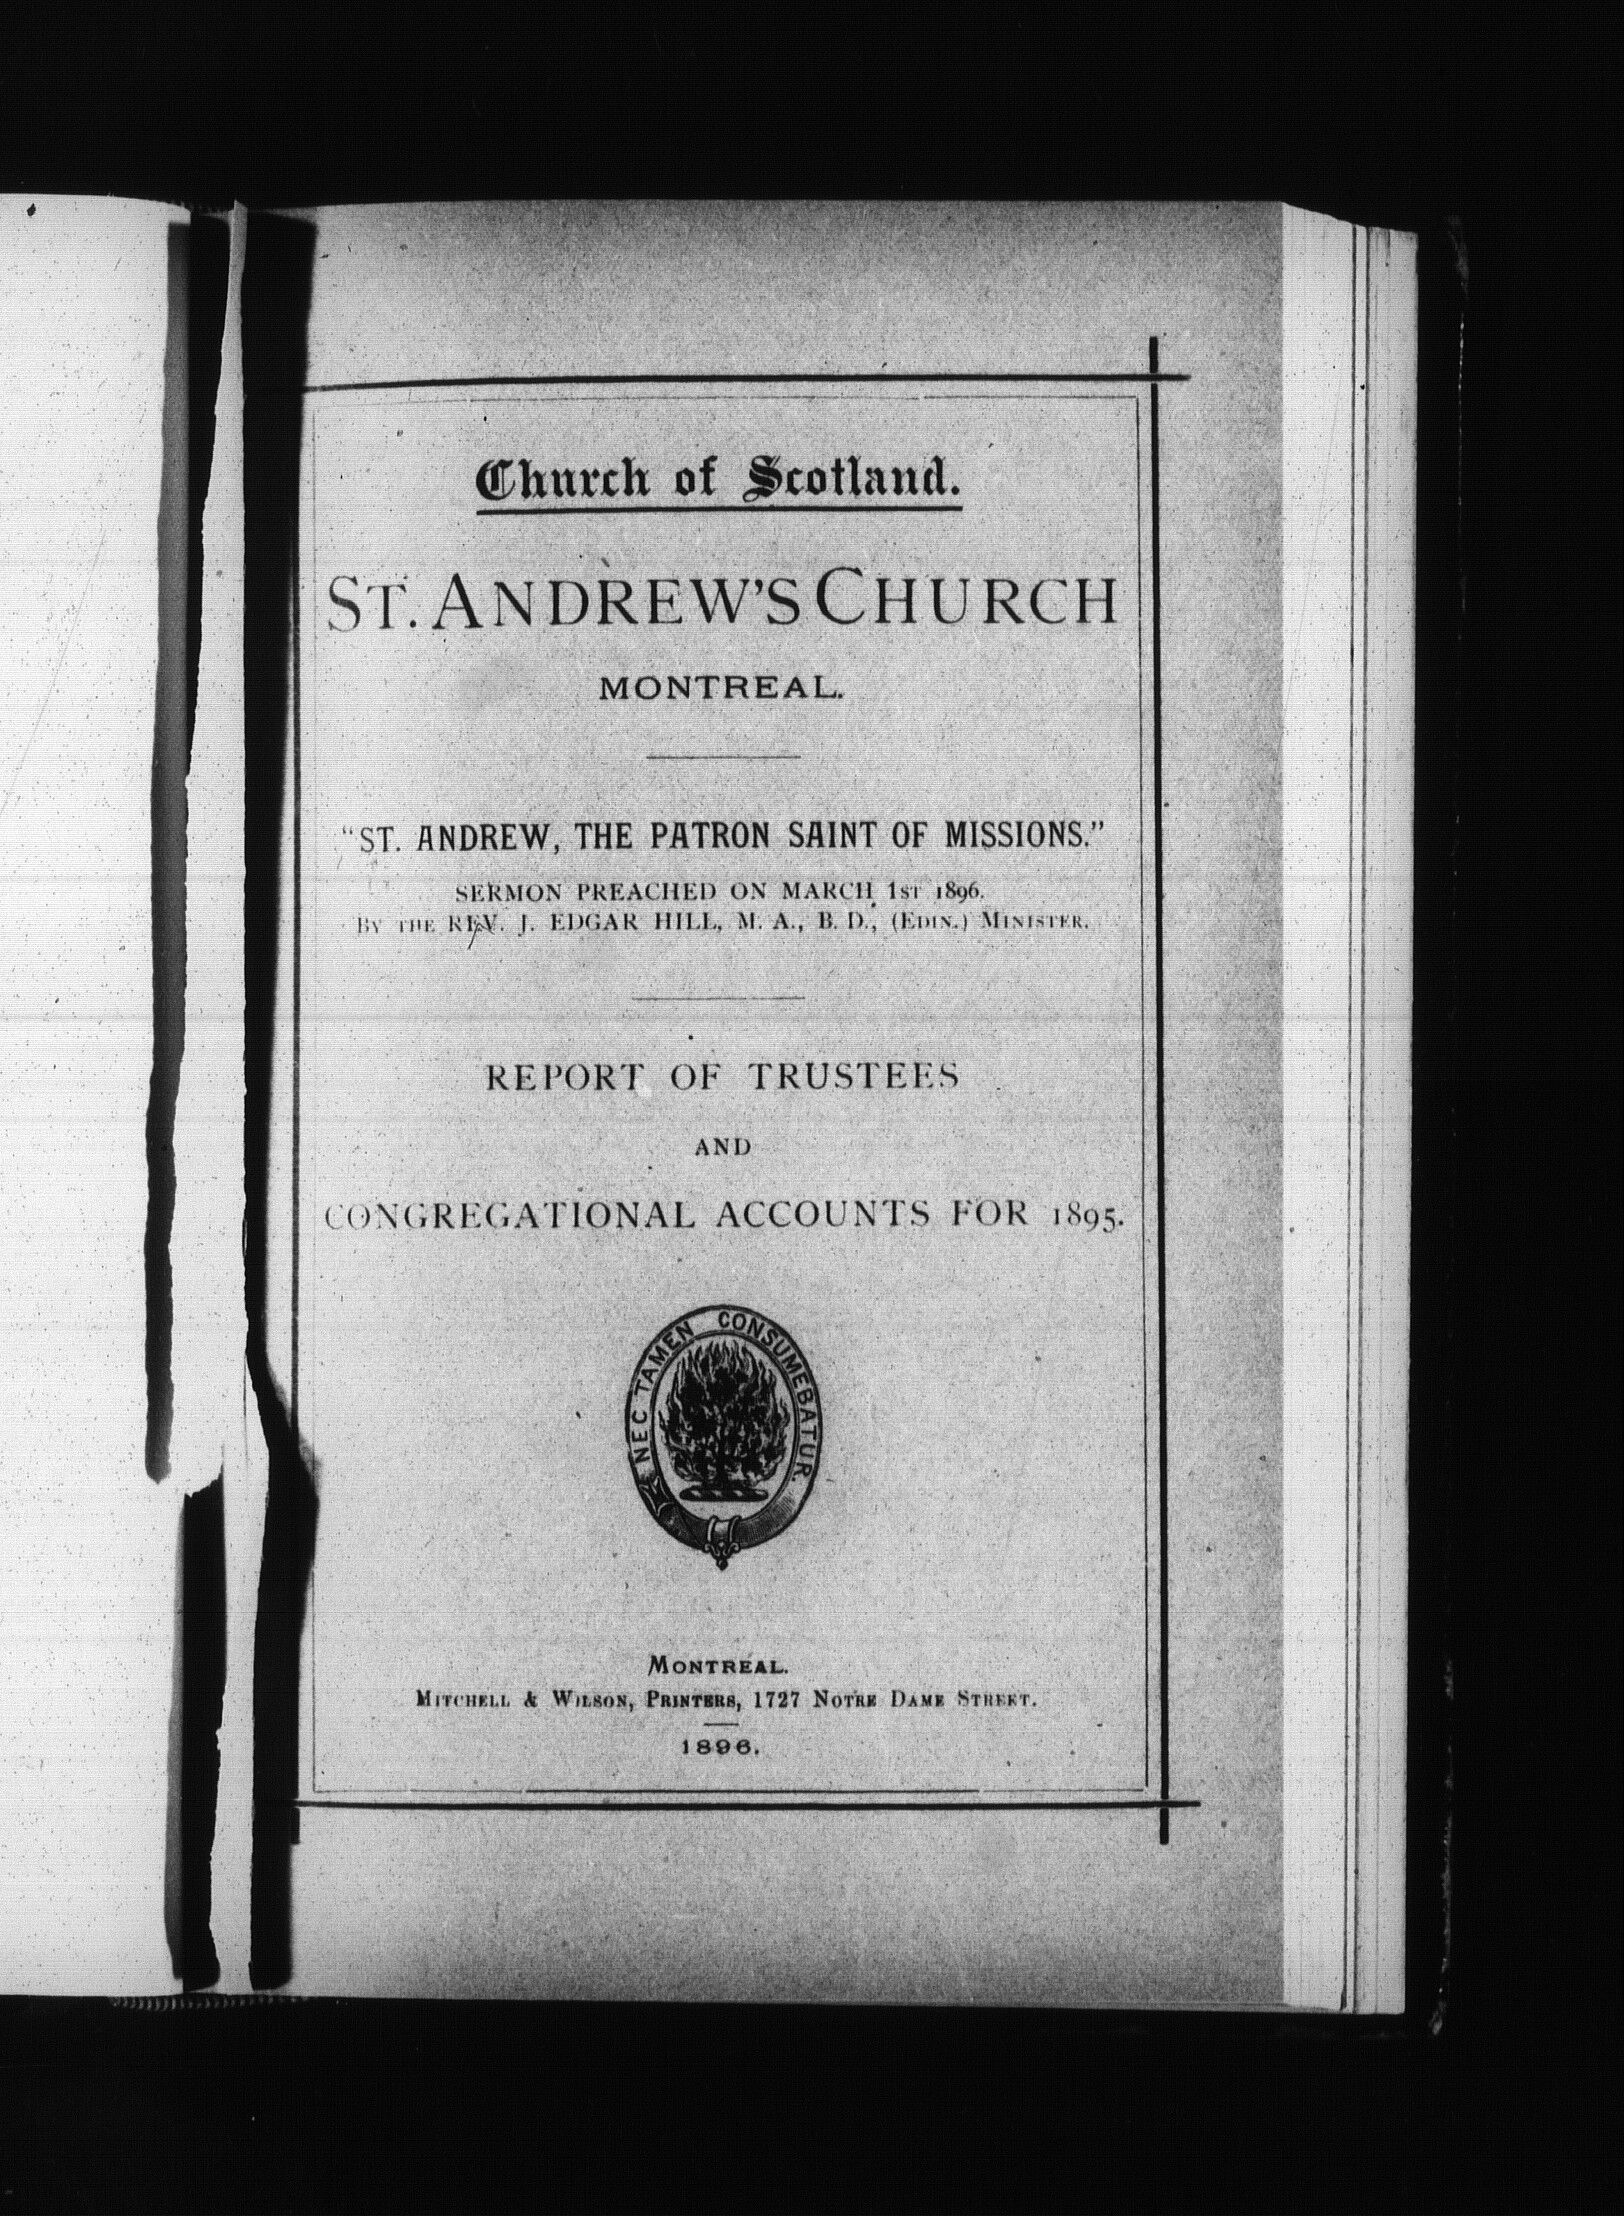 Church of Scotland.
ST. ANDREW'S CHURCH
MONTREAL.
"ST. ANDREW, THE PATRON SAINT OF MISSIONS."
SERMON PREACHED ON MARCH 1ST 1896.
BY THE REV. J. EDGAR HILL, M. A., B. D., (EDIN.) MINISTER.
REPORT OF TRUSTEES
AND
CONGREGATIONAL ACCOUNTS FOR 1895.
NEC TAMEN CONSUMEBATUR.
MONTREAL.
MITCHELL & WILSON, PRINTERS, 1727 NOTRE DAME STREET.
1896.